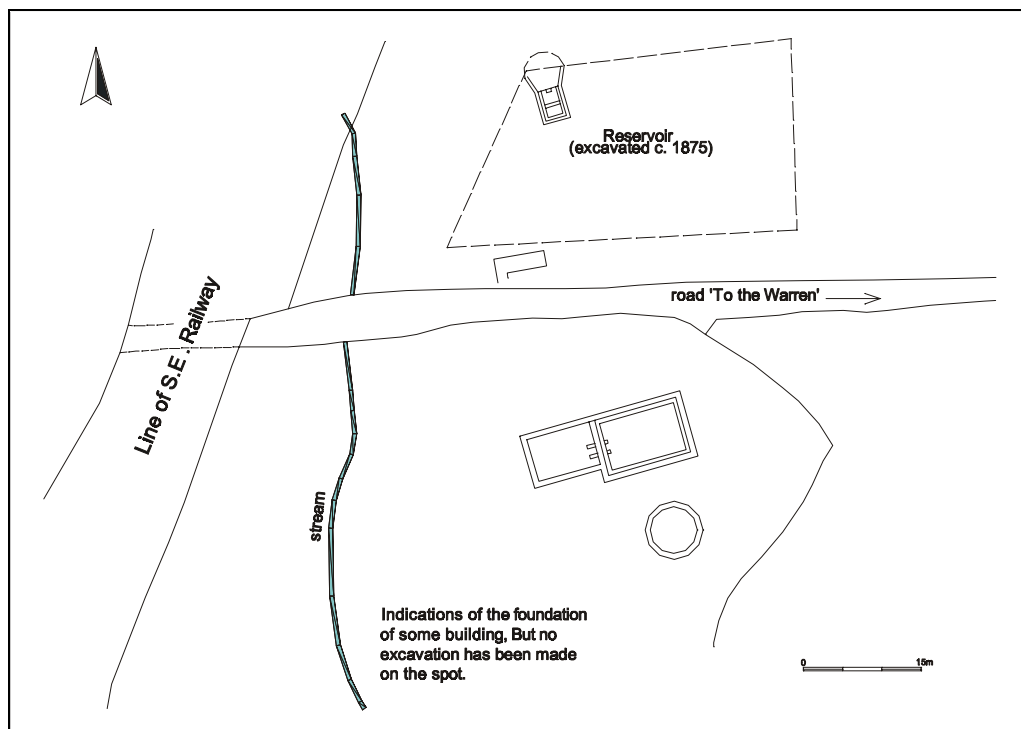 Reservoir
(excavated c. 1875)
road 'To the Warren'
Line of S.E . Railway
stream
Indications of the foundation
of some building, But no
excavation has been made
on the spot.
0 15m